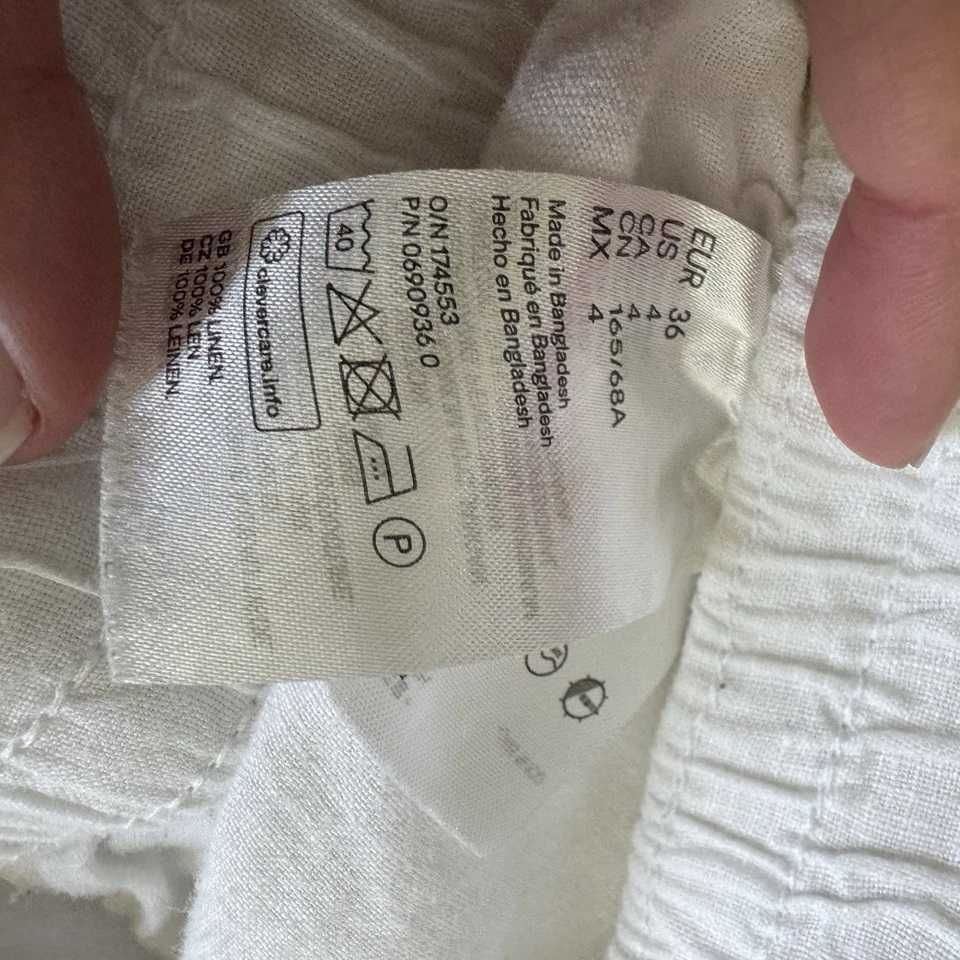 EUR 36
US 4
CA 4
CN 165/68A
MX 4
Made in Bangladesh
Fabriqué en Bangladesh
Hecho en Bangladesh
O/N 174553
P/N 0690936 0
40
P
clevercare.info
GB 100% LINEN.
CZ 100% LEN.
DE 100% LEINEN.